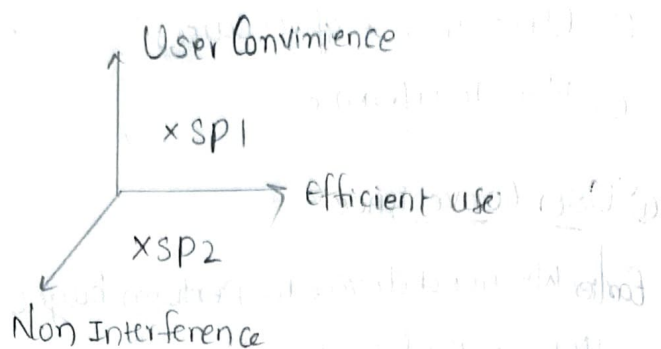 User Convinience
x SP1
Efficient use
x SP2
Non Interference